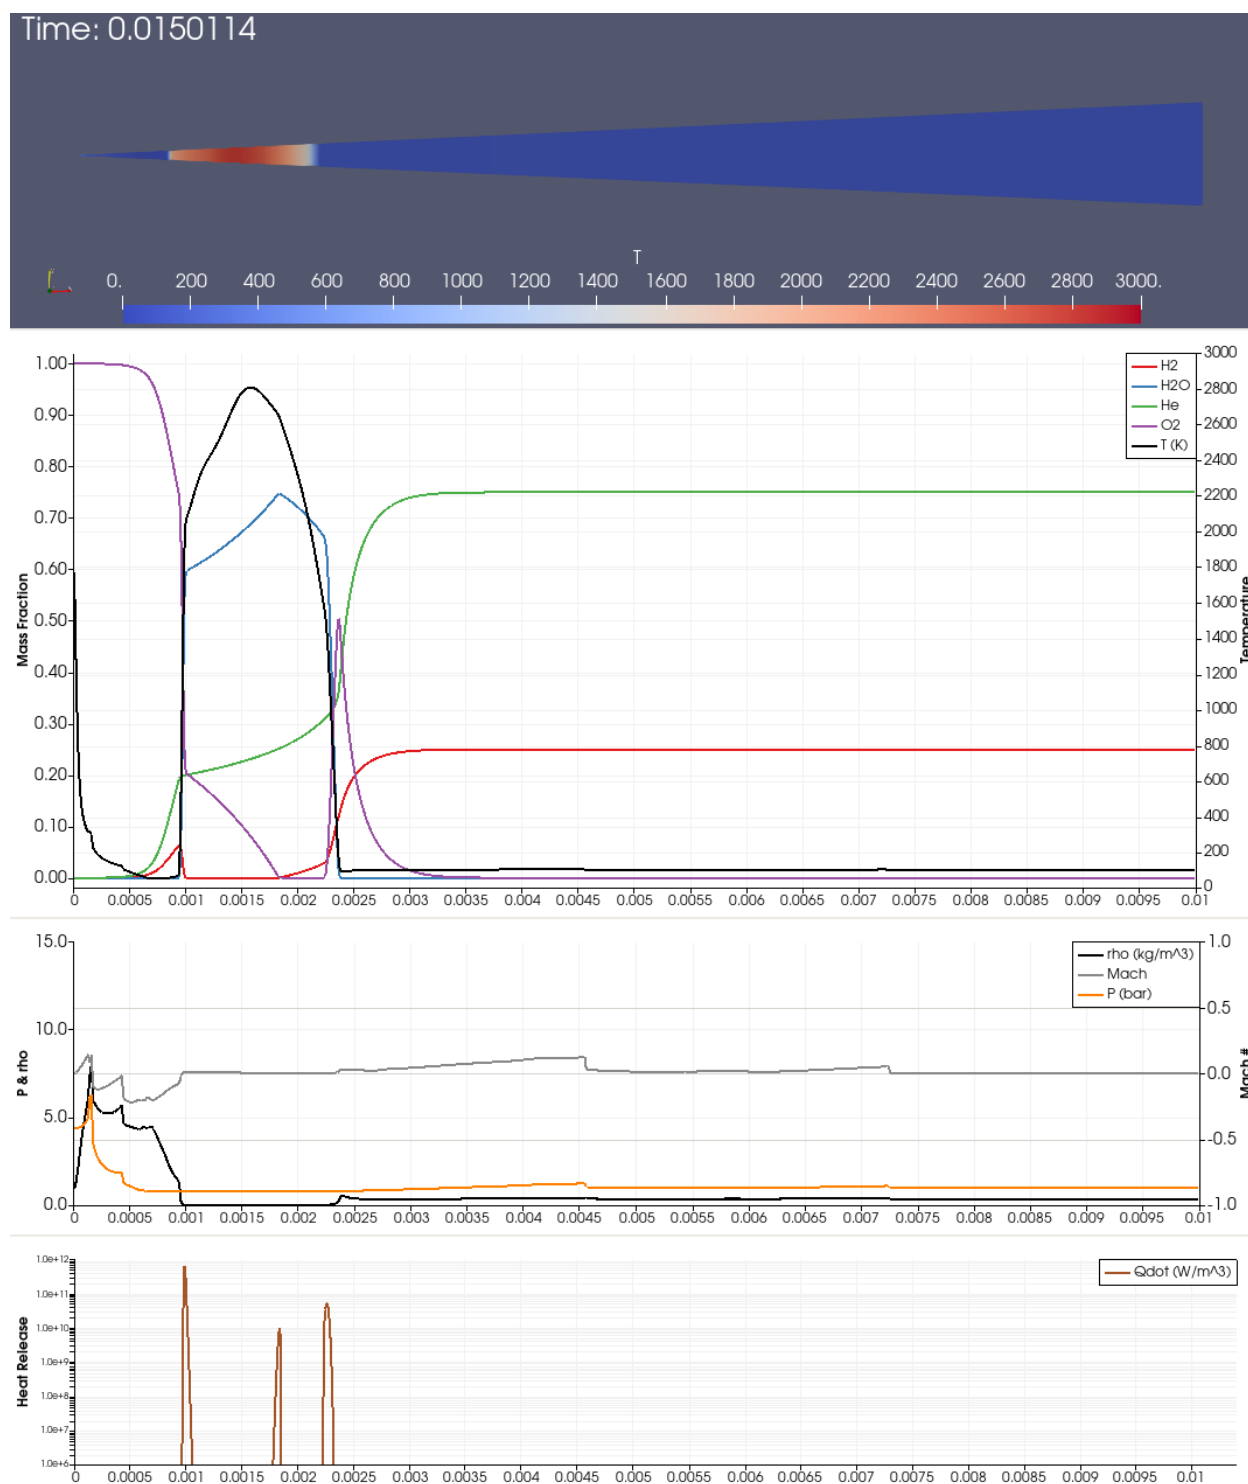 Time: 0.0150114
T
0. 200 400 600 800 1000 1200 1400 1600 1800 2000 2200 2400 2600 2800 3000.
H2
H2O
He
O2
T (K)
Mass Fraction
1.00
0.90
0.80
0.70
0.60
0.50
0.40
0.30
0.20
0.10
0.00
Temperature
3000
2800
2600
2400
2200
2000
1800
1600
1400
1200
1000
800
600
400
200
0
0 0.0005 0.001 0.0015 0.002 0.0025 0.003 0.0035 0.004 0.0045 0.005 0.0055 0.006 0.0065 0.007 0.0075 0.008 0.0085 0.009 0.0095 0.01
rho (kg/m^3)
Mach
P (bar)
P & rho
15.0
10.0
5.0
0.0
Mach #
1.0
0.5
0.0
-0.5
-1.0
0 0.0005 0.001 0.0015 0.002 0.0025 0.003 0.0035 0.004 0.0045 0.005 0.0055 0.006 0.0065 0.007 0.0075 0.008 0.0085 0.009 0.0095 0.01
Qdot (W/m^3)
Heat Release
1.0e+12
1.0e+11
1.0e+10
1.0e+9
1.0e+8
1.0e+7
1.0e+6
0 0.0005 0.001 0.0015 0.002 0.0025 0.003 0.0035 0.004 0.0045 0.005 0.0055 0.006 0.0065 0.007 0.0075 0.008 0.0085 0.009 0.0095 0.01